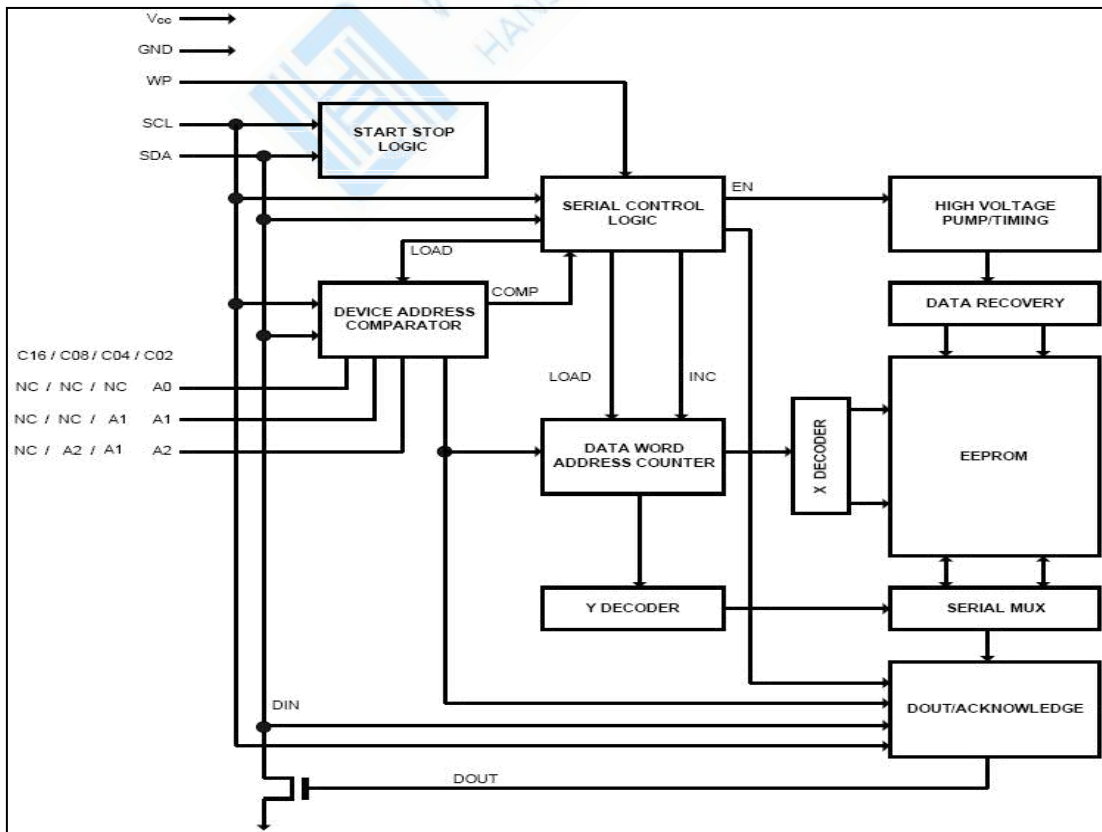 Vcc
GND
WP
SCL
SDA
START STOP
LOGIC
SERIAL CONTROL
LOGIC
EN
HIGH VOLTAGE
PUMP/TIMING
LOAD
COMP
DEVICE ADDRESS
COMPARATOR
DATA RECOVERY
C16 / C08 / C04 / C02
NC / NC / NC A0
NC / NC / A1 A1
NC / A2 / A1 A2
LOAD
INC
DATA WORD
ADDRESS COUNTER
X DECODER
EEPROM
Y DECODER
SERIAL MUX
DIN
DOUT/ACKNOWLEDGE
DOUT